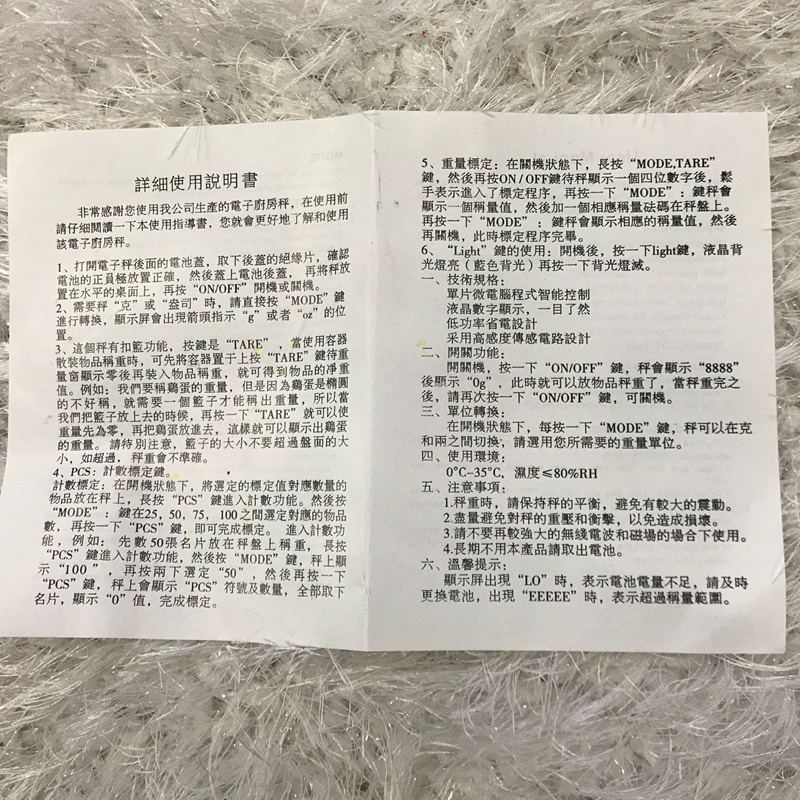 詳細使用說明書
非常感謝您使用我公司生產的電子廚房秤，在使用前
請仔細閱讀一下本使用指導書，您就會更好地了解和使用
該電子廚房秤。
1、打開電子秤後面的電池蓋，取下後蓋的絕緣片，確認
電池的正負極放置正確，然後蓋上電池後蓋，再將秤放
置在水平的桌面上，再按“ON/OFF”開機或關機。
2、需要秤“克”或“盎司”時，請直接按“MODE”鍵
進行轉換，顯示屏會出現箭頭指示“g”或者“oz”的位
置。
3、這個秤有扣籃功能，按鍵是“TARE”，當使用容器
散裝物品稱重時，可先將容器置于上按“TARE”鍵待重
量窗顯示零後再裝入物品稱重，就可得到物品的凈重
值。例如：我們要稱鷄蛋的重量，但是因為鷄蛋是橢圓
的不好稱，就需要一個籃子才能稱出重量，所以當
我們把籃子放上去的時候，再按一下“TARE”就可以使
重量先為零，再把鷄蛋放進去，這樣就可以顯示出鷄蛋
的重量。請特別注意，籃子的大小不要超過盤面的大
小，如超過，秤重會不準確。
4、PCS：計數標定鍵。
計數標定：在開機狀態下，將選定的標定值對應數量的
物品放在秤上，長按“PCS”鍵進入計數功能。然後按
“MODE”：鍵在25, 50, 75, 100之間選定對應的物品
數，再按一下“PCS”鍵，即可完成標定。 進入計數功
能，例如：先數50張名片放在秤盤上稱重，長按
“PCS”鍵進入計數功能，然後按“MODE”鍵，秤上顯
示“100”，再按兩下選定“50”，然後再按一下
“PCS”鍵，秤上會顯示“PCS”符號及數量，全部取下
名片，顯示“0”值，完成標定。
5、重量標定：在關機狀態下，長按“MODE,TARE”
鍵，然後再按ON/OFF鍵待秤顯示一個四位數字後，鬆
手表示進入了標定程序，再按一下“MODE”：鍵秤會顯
示一個稱量值，然後加一個相應稱量砝碼在秤盤上。
再按一下“MODE”：鍵秤會顯示相應的稱量值，然後
再關機，此時標定程序完畢。
6、“Light”鍵的使用：開機後，按一下light鍵，液晶背
光燈亮（藍色背光）再按一下背光燈滅。
一、技術規格：
單片微電腦程式智能控制
液晶數字顯示，一目了然
低功率省電設計
采用高感度傳感電路設計
二、開關功能：
開關機，按一下“ON/OFF”鍵，秤會顯示“8888”
後顯示“0g”，此時就可以放物品秤重了，當秤重完之
後，請再次按一下“ON/OFF”鍵，可關機。
三、單位轉換：
在開機狀態下，每按一下“MODE”鍵，秤可以在克
和兩之間切換，請選用您所需要的重量單位。
四、使用環境：
0°C-35°C，濕度≤80%RH
五、注意事項：
1.秤重時，請保持秤的平衡，避免有較大的震動。
2.盡量避免對秤的重壓和衝擊，以免造成損壞。
3.請不要再較強大的無綫電波和磁場的場合下使用。
4.長期不用本產品請取出電池。
六、溫馨提示：
顯示屏出現“LO”時，表示電池電量不足，請及時
更換電池，出現“EEEEE”時，表示超過稱量範圍。